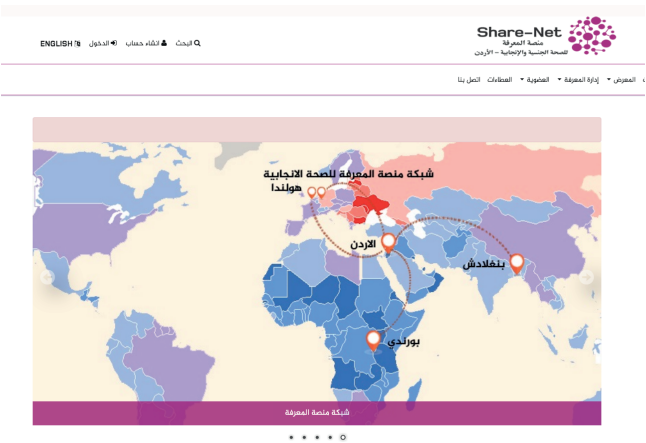 Share-Net
منصة المعرفة
للصحة الجنسية والإنجابية - الأردن
البحث
انشاء حساب
الدخول
ENGLISH
المعرض
إدارة المعرفة
العضوية
العطاءات
اتصل بنا
شبكة منصة المعرفة للصحة الانجابية
هولندا
الاردن
بنغلادش
بورندي
شبكة منصة المعرفة